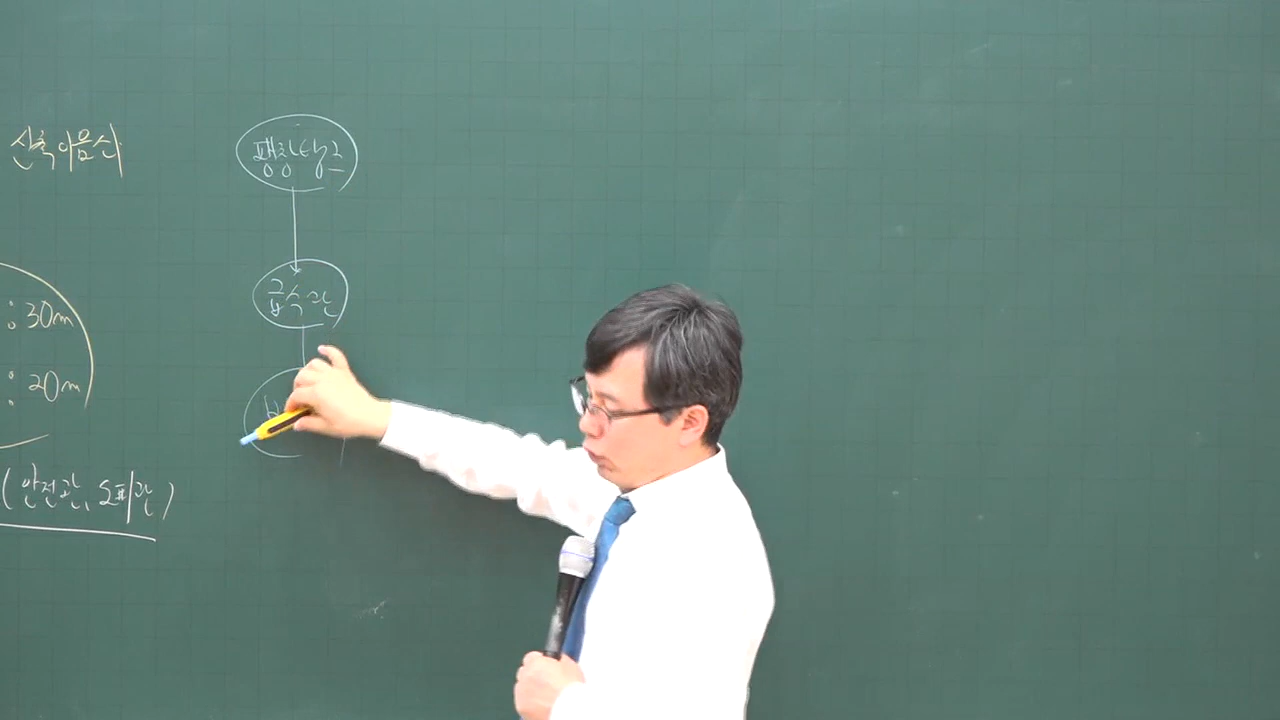 신축이음쇠
: 30m
: 20m
(안전관, 도피관)
팽창탱크
급수관